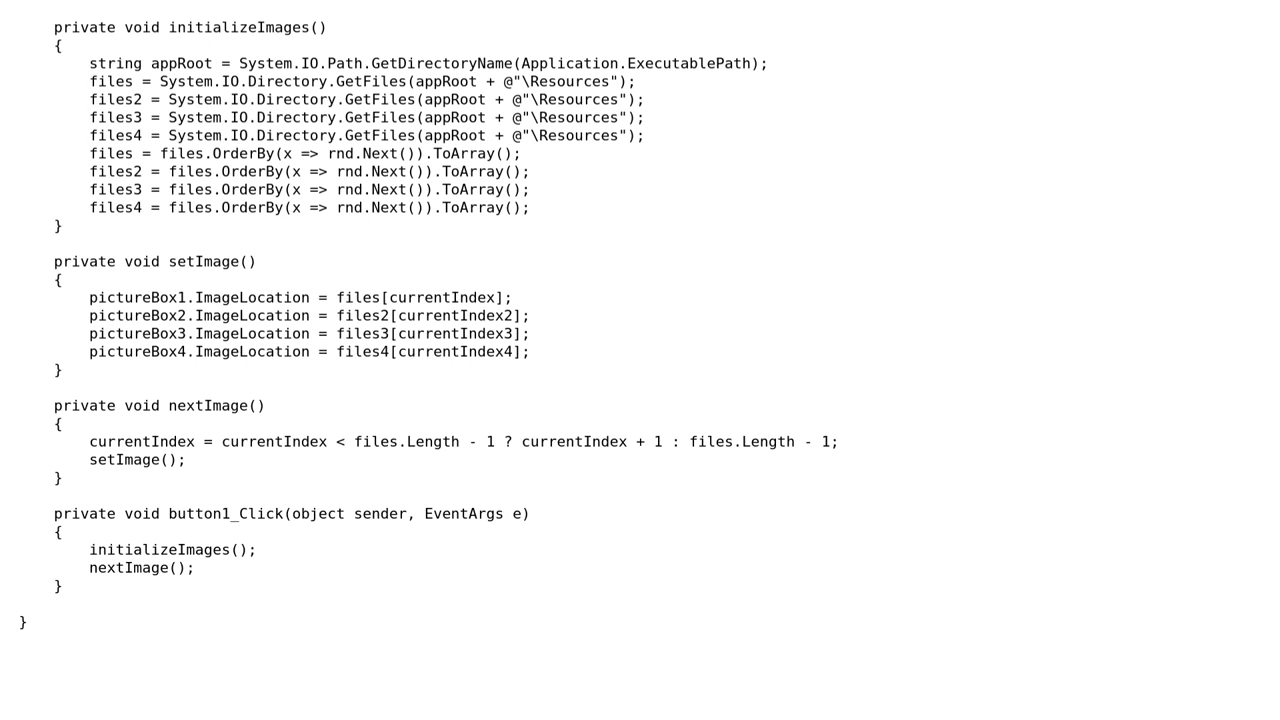 private void initializeImages()
{
string appRoot = System.IO.Path.GetDirectoryName(Application.ExecutablePath);
files = System.IO.Directory.GetFiles(appRoot + @"\Resources");
files2 = System.IO.Directory.GetFiles(appRoot + @"\Resources");
files3 = System.IO.Directory.GetFiles(appRoot + @"\Resources");
files4 = System.IO.Directory.GetFiles(appRoot + @"\Resources");
files = files.OrderBy(x => rnd.Next()).ToArray();
files2 = files.OrderBy(x => rnd.Next()).ToArray();
files3 = files.OrderBy(x => rnd.Next()).ToArray();
files4 = files.OrderBy(x => rnd.Next()).ToArray();
}
private void setImage()
{
pictureBox1.ImageLocation = files[currentIndex];
pictureBox2.ImageLocation = files2[currentIndex2];
pictureBox3.ImageLocation = files3[currentIndex3];
pictureBox4.ImageLocation = files4[currentIndex4];
}
private void nextImage()
{
currentIndex = currentIndex < files.Length - 1 ? currentIndex + 1 : files.Length - 1;
setImage();
}
private void button1_Click(object sender, EventArgs e)
{
initializeImages();
nextImage();
}
}